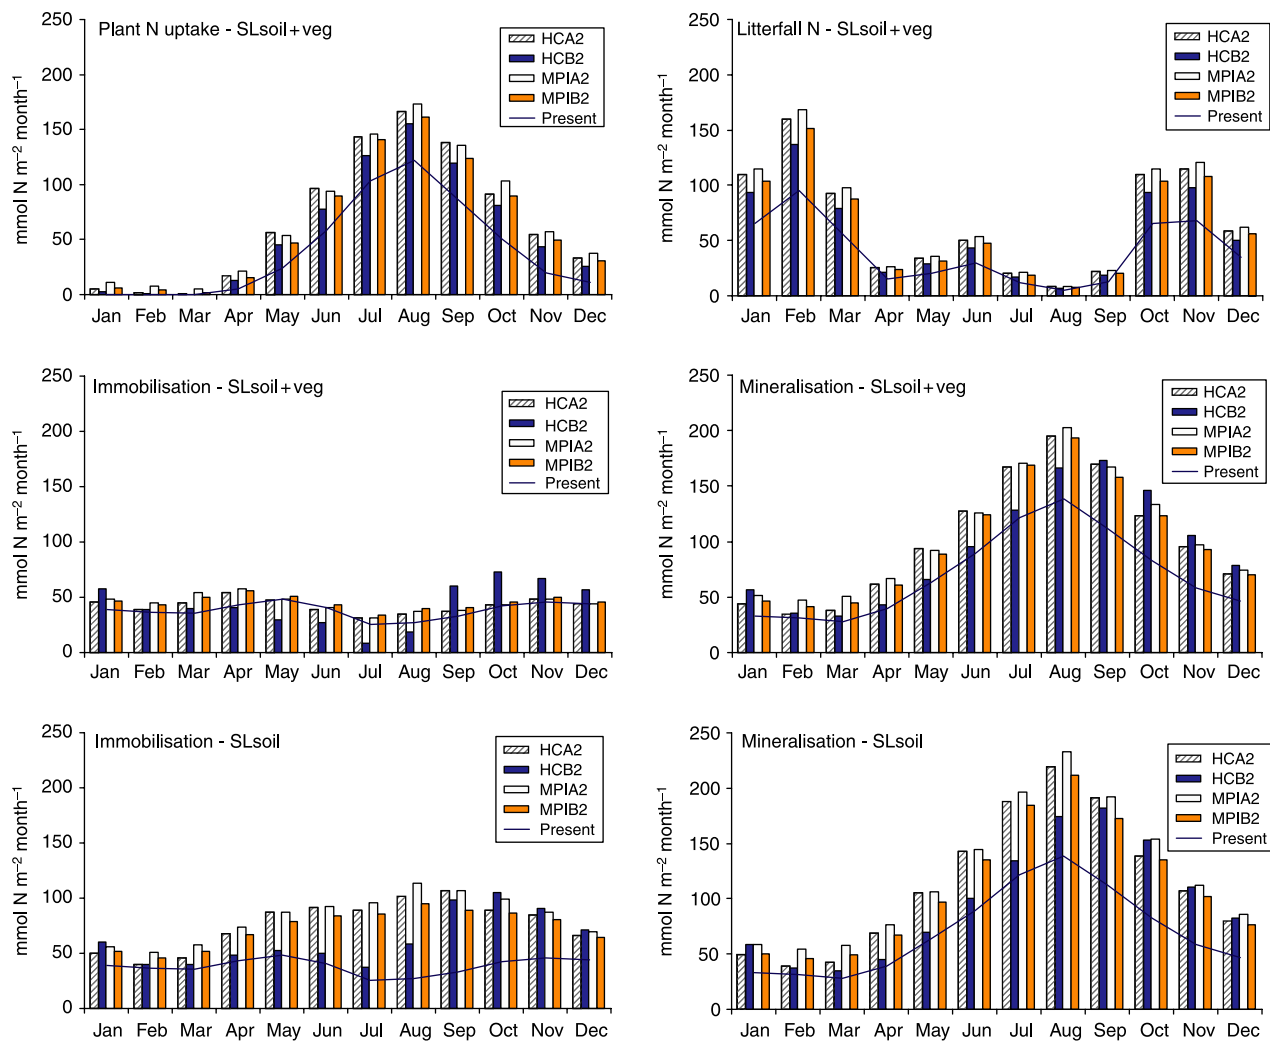 Plant N uptake - SLsoil+veg
mmol N m⁻² month⁻¹
250
200
150
100
50
0
HCA2
HCB2
MPIA2
MPIB2
Present
Jan Feb Mar Apr May Jun Jul Aug Sep Oct Nov Dec
Litterfall N - SLsoil+veg
mmol N m⁻² month⁻¹
250
200
150
100
50
0
HCA2
HCB2
MPIA2
MPIB2
Present
Jan Feb Mar Apr May Jun Jul Aug Sep Oct Nov Dec
Immobilisation - SLsoil+veg
mmol N m⁻² month⁻¹
250
200
150
100
50
0
HCA2
HCB2
MPIA2
MPIB2
Present
Jan Feb Mar Apr May Jun Jul Aug Sep Oct Nov Dec
Mineralisation - SLsoil+veg
mmol N m⁻² month⁻¹
250
200
150
100
50
0
HCA2
HCB2
MPIA2
MPIB2
Present
Jan Feb Mar Apr May Jun Jul Aug Sep Oct Nov Dec
Immobilisation - SLsoil
mmol N m⁻² month⁻¹
250
200
150
100
50
0
HCA2
HCB2
MPIA2
MPIB2
Present
Jan Feb Mar Apr May Jun Jul Aug Sep Oct Nov Dec
Mineralisation - SLsoil
mmol N m⁻² month⁻¹
250
200
150
100
50
0
HCA2
HCB2
MPIA2
MPIB2
Present
Jan Feb Mar Apr May Jun Jul Aug Sep Oct Nov Dec